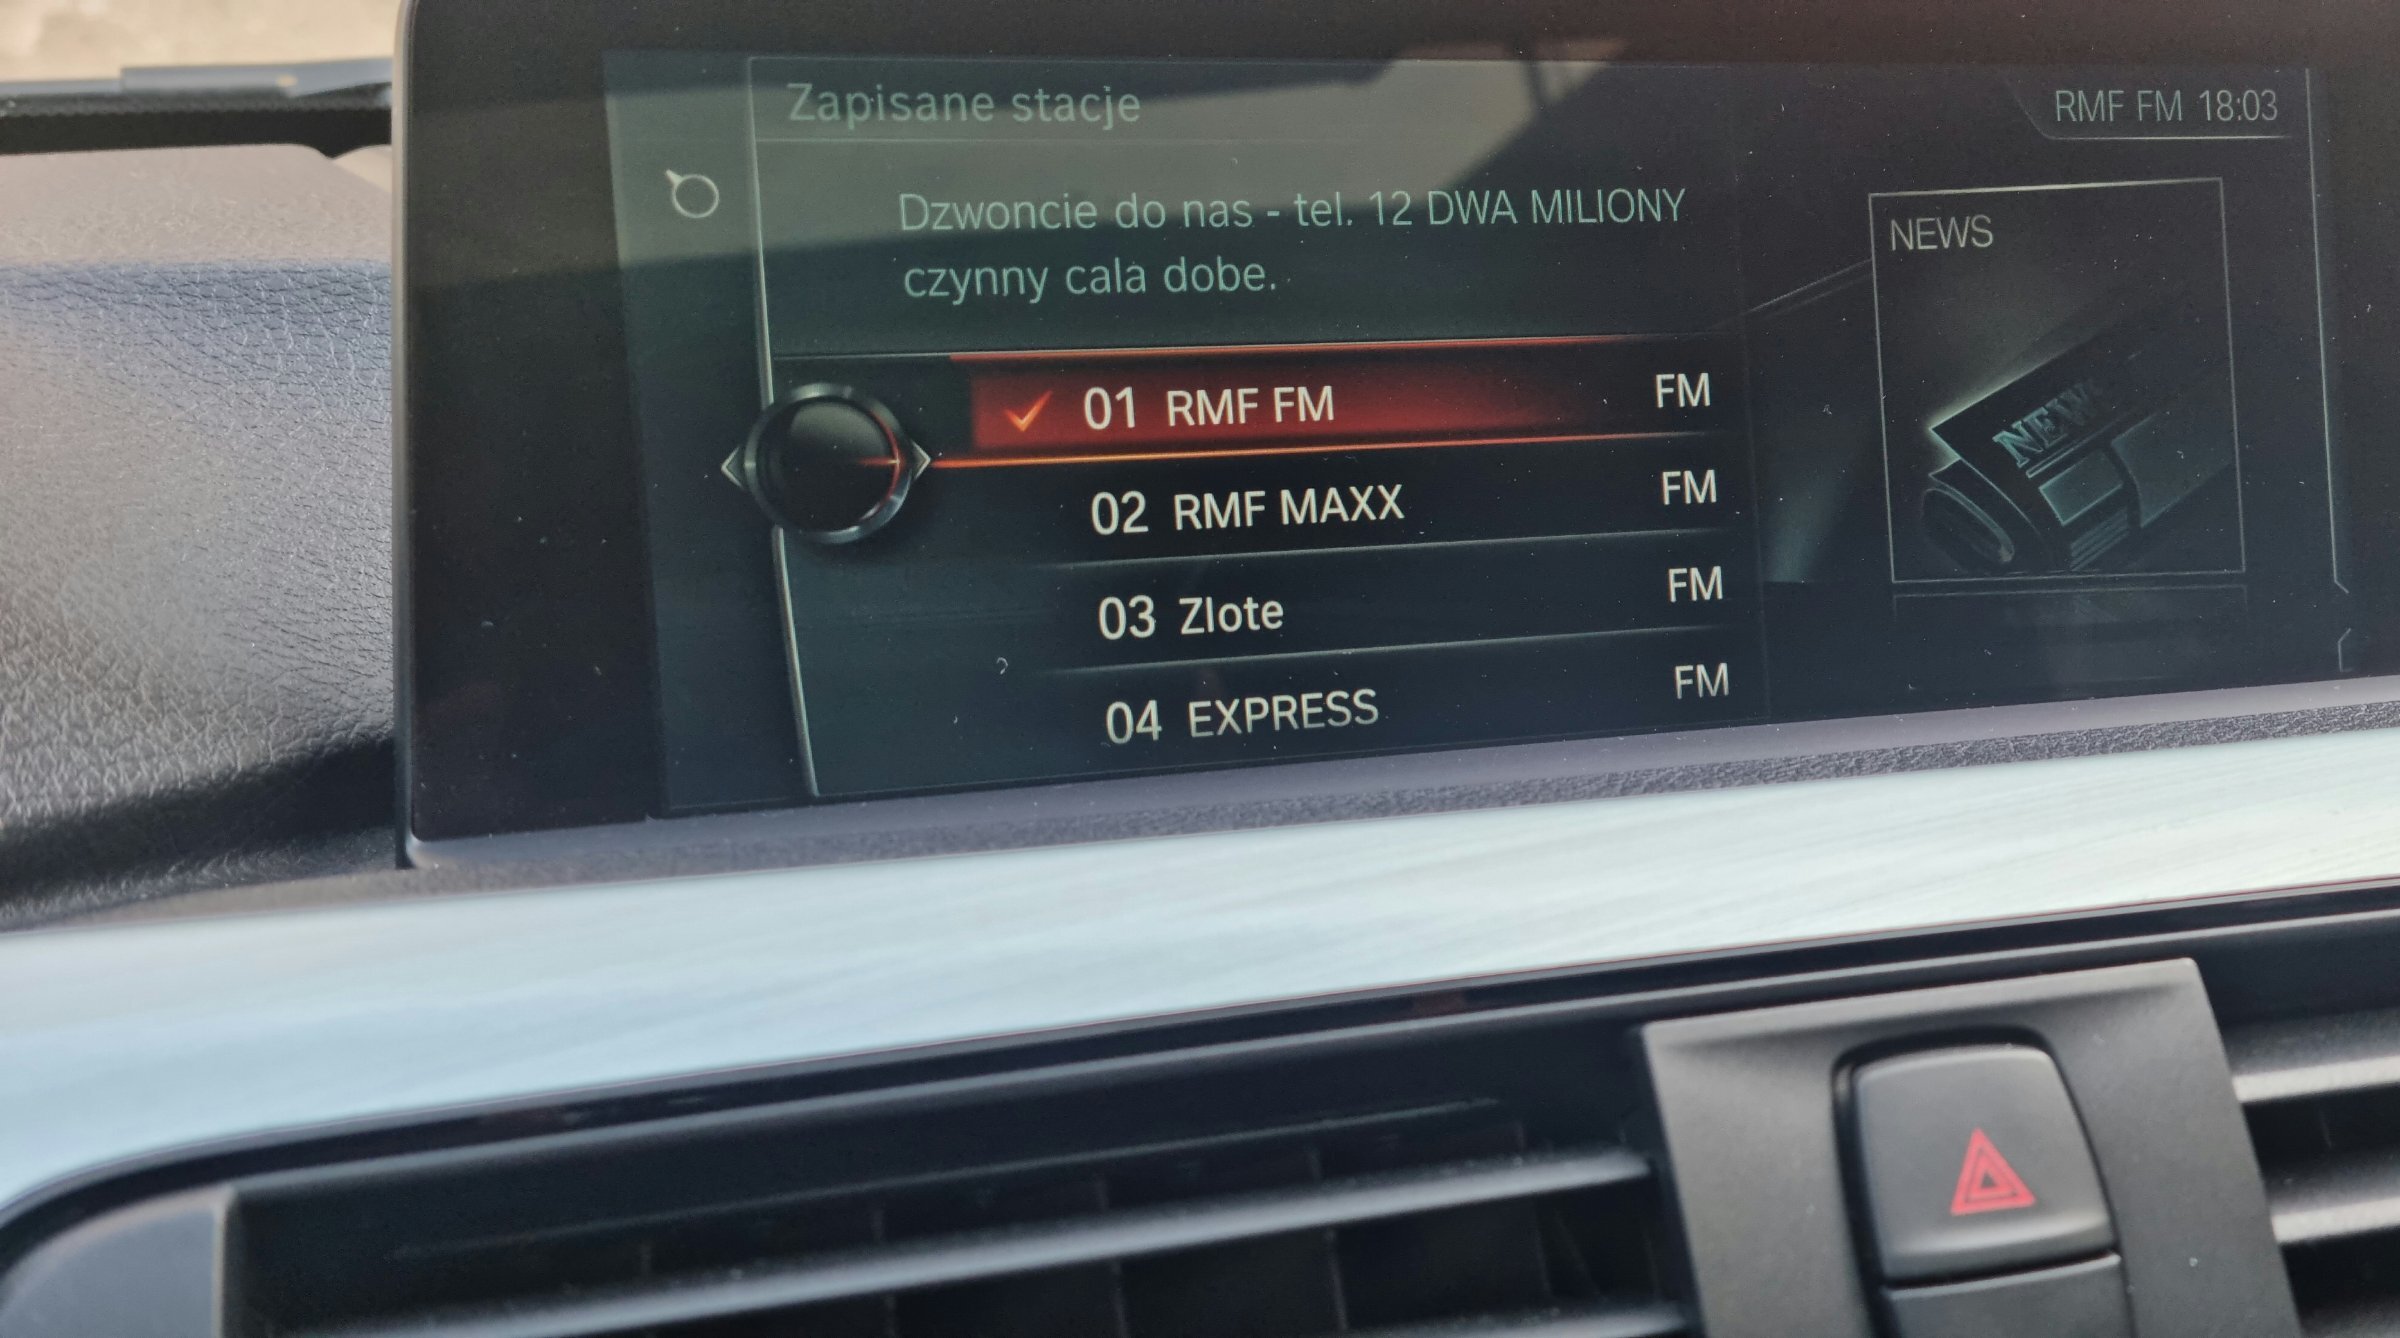 Zapisane stacje
RMF FM 18:03
Dzwoncie do nas - tel. 12 DWA MILIONY
czynny cala dobe.
01 RMF FM FM
02 RMF MAXX FM
03 Zlote FM
04 EXPRESS FM
NEWS
NEWS